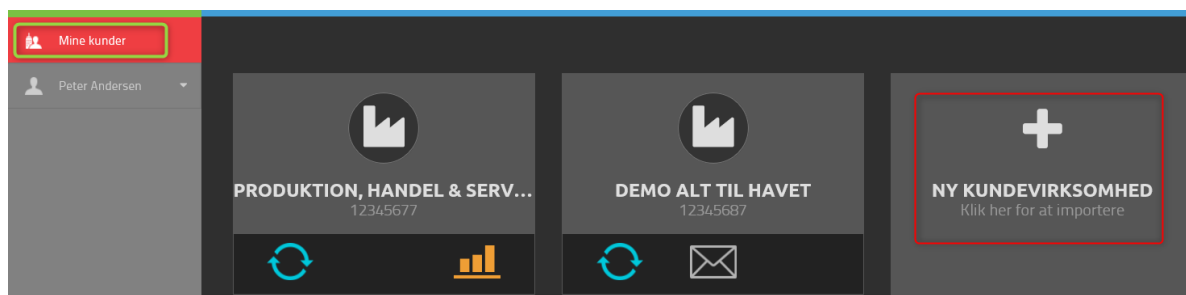 Mine kunder
Peter Andersen
PRODUKTION, HANDEL & SERV...
12345677
DEMO ALT TIL HAVET
12345687
NY KUNDEVIRKSOMHED
Klik her for at importere